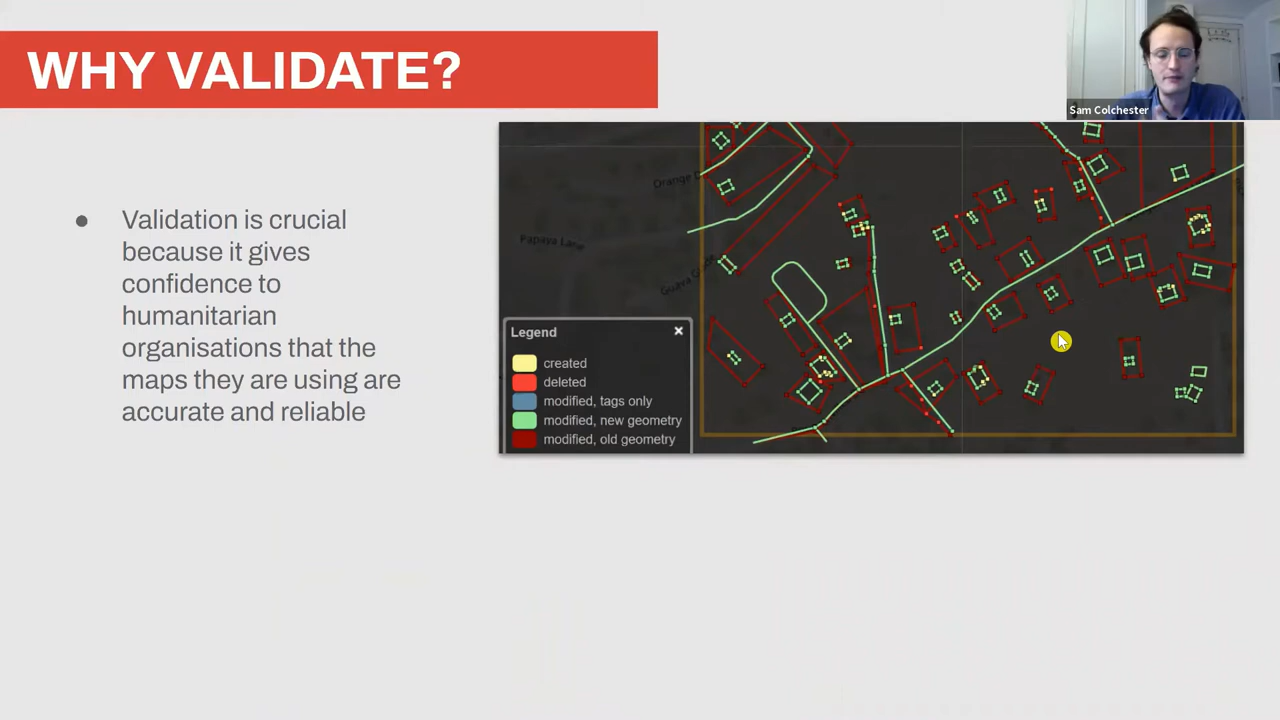 WHY VALIDATE?
Sam Colchester
● Validation is crucial
because it gives
confidence to
humanitarian
organisations that the
maps they are using are
accurate and reliable
Papaya Lane
Legend
created
deleted
modified, tags only
modified, new geometry
modified, old geometry